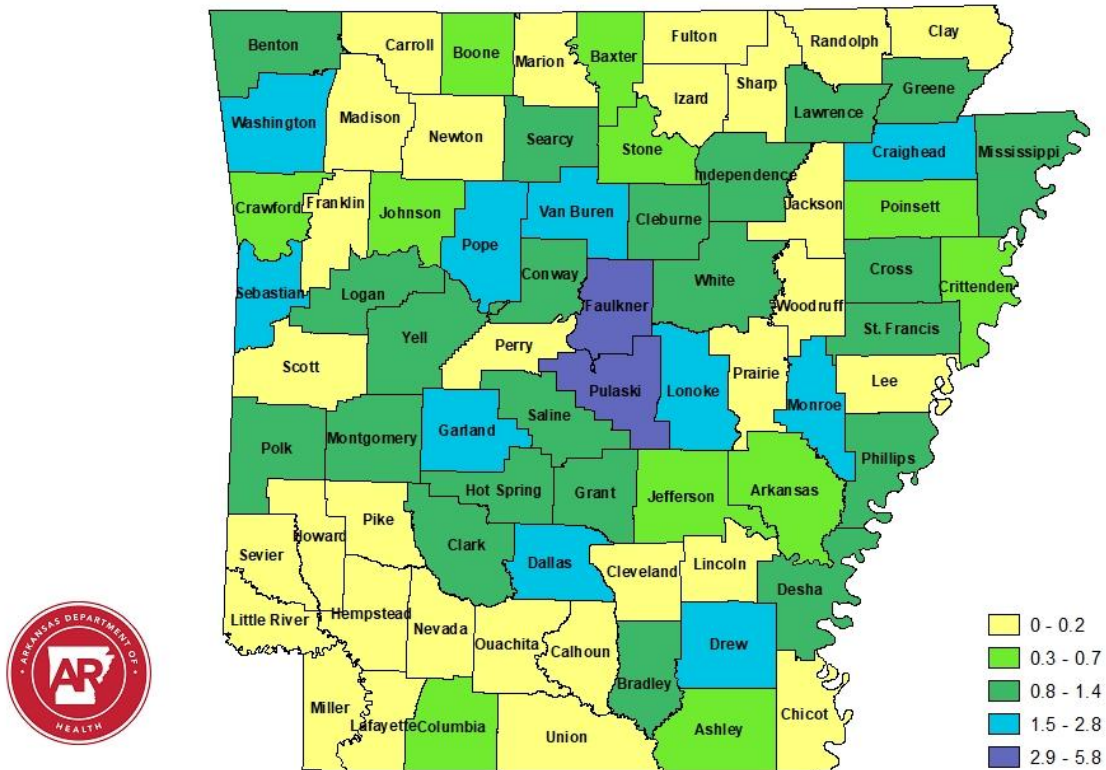 Benton
Carroll
Boone
Marion
Baxter
Fulton
Randolph
Clay
Washington
Madison
Newton
Searcy
Stone
Izard
Sharp
Lawrence
Greene
Independence
Craighead
Mississippi
Crawford
Franklin
Johnson
Pope
Van Buren
Cleburne
Jackson
Poinsett
Sebastian
Logan
Conway
Faulkner
White
Woodruff
Cross
Crittenden
St. Francis
Scott
Yell
Perry
Pulaski
Lonoke
Prairie
Monroe
Lee
Polk
Montgomery
Garland
Saline
Phillips
Hot Spring
Grant
Jefferson
Arkansas
Sevier
Howard
Pike
Clark
Dallas
Cleveland
Lincoln
Desha
Little River
Hempstead
Nevada
Ouachita
Calhoun
Bradley
Drew
Miller
Lafayette
Columbia
Union
Ashley
Chicot
ARKANSAS DEPARTMENT OF
AR
HEALTH
0 - 0.2
0.3 - 0.7
0.8 - 1.4
1.5 - 2.8
2.9 - 5.8